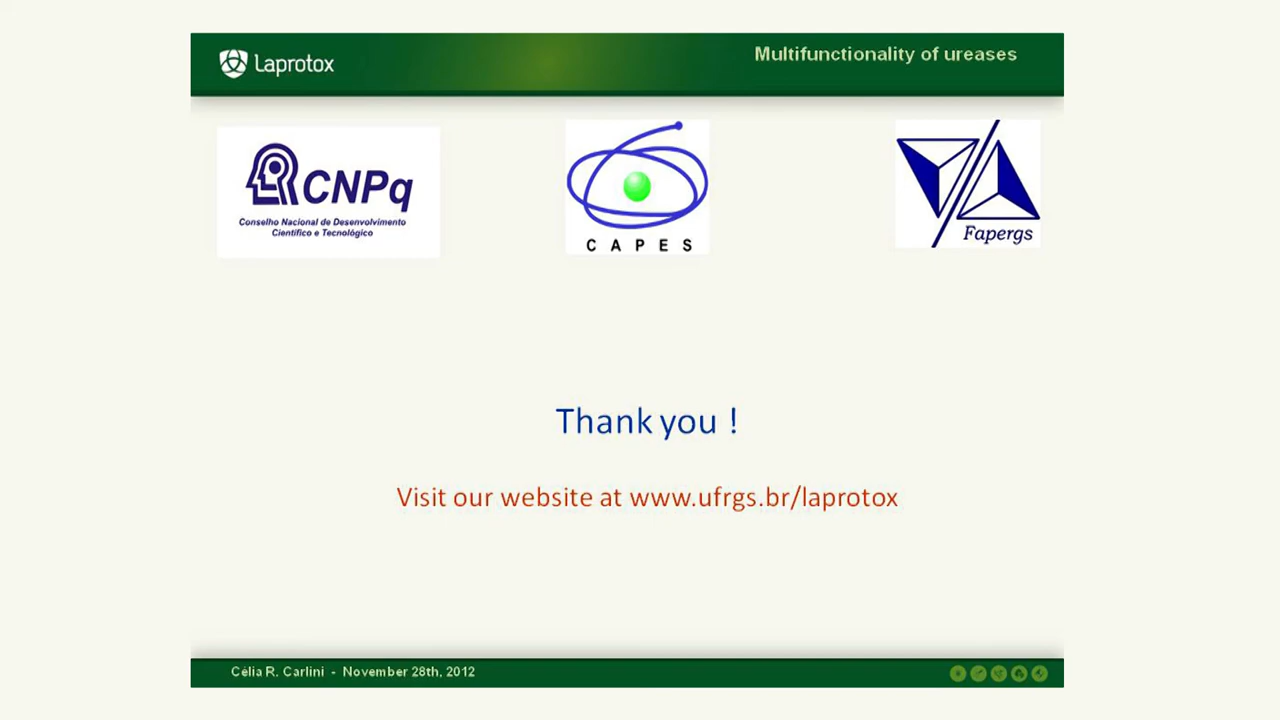 Laprotox
Multifunctionality of ureases
CNPq
Conselho Nacional de Desenvolvimento
Científico e Tecnológico
CAPES
Fapergs
Thank you !
Visit our website at www.ufrgs.br/laprotox
Célia R. Carlini - November 28th, 2012